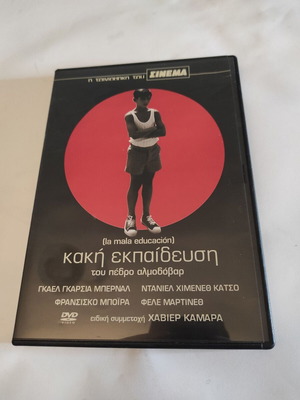 η ταινιοθήκη του ΣΙΝΕΜΑ
(la mala educación)
κακή εκπαίδευση
του πέδρο αλμοδόβαρ
ΓΚΑΕΛ ΓΚΑΡΣΙΑ ΜΠΕΡΝΑΛ ΝΤΑΝΙΕΛ ΧΙΜΕΝΕΘ ΚΑΤΣΟ
ΦΡΑΝΣΙΣΚΟ ΜΠΟΪΡΑ ΦΕΛΕ ΜΑΡΤΙΝΕΘ
DVD ειδική συμμετοχή ΧΑΒΙΕΡ ΚΑΜΑΡΑ